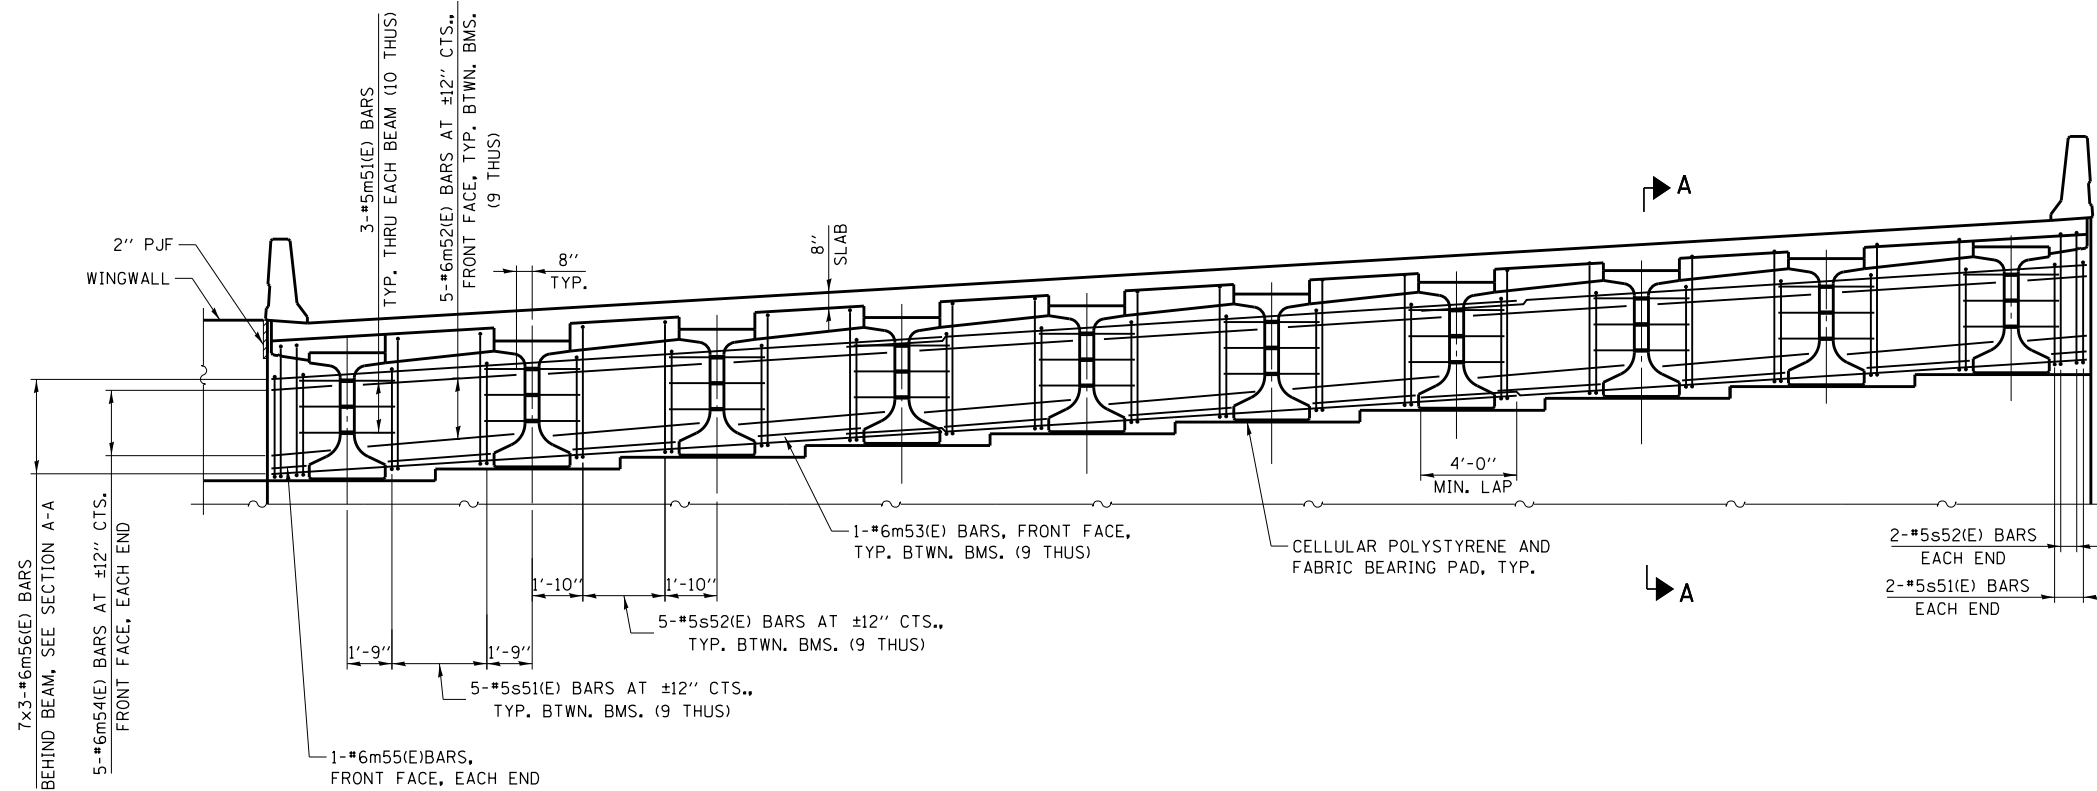 3-#5m51(E) BARS
TYP. THRU EACH BEAM (10 THUS)
5-#6m52(E) BARS AT ±12'' CTS.,
FRONT FACE, TYP. BTWN. BMS.
(9 THUS)
2'' PJF
WINGWALL
8''
TYP.
8''
SLAB
A
7x3-#6m56(E) BARS
BEHIND BEAM, SEE SECTION A-A
5-#6m54(E) BARS AT ±12'' CTS.
FRONT FACE, EACH END
4'-0''
MIN. LAP
1-#6m53(E) BARS, FRONT FACE,
TYP. BTWN. BMS. (9 THUS)
CELLULAR POLYSTYRENE AND
FABRIC BEARING PAD, TYP.
2-#5s52(E) BARS
EACH END
2-#5s51(E) BARS
EACH END
A
1'-10''
1'-10''
5-#5s52(E) BARS AT ±12'' CTS.,
TYP. BTWN. BMS. (9 THUS)
1'-9''
1'-9''
5-#5s51(E) BARS AT ±12'' CTS.,
TYP. BTWN. BMS. (9 THUS)
1-#6m55(E)BARS,
FRONT FACE, EACH END